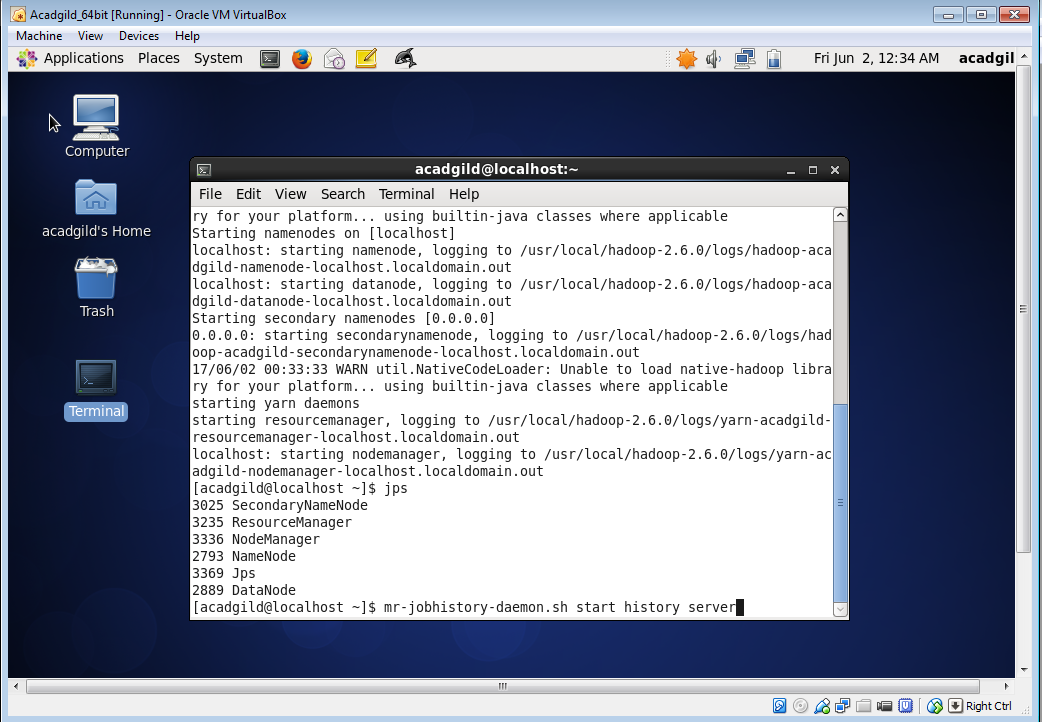 Acadgild_64bit [Running] - Oracle VM VirtualBox
Machine View Devices Help
Applications Places System Fri Jun 2, 12:34 AM acadgil
Computer
acadgild's Home
Trash
Terminal
acadgild@localhost:~
File Edit View Search Terminal Help
ry for your platform... using builtin-java classes where applicable
Starting namenodes on [localhost]
localhost: starting namenode, logging to /usr/local/hadoop-2.6.0/logs/hadoop-aca
dgild-namenode-localhost.localdomain.out
localhost: starting datanode, logging to /usr/local/hadoop-2.6.0/logs/hadoop-aca
dgild-datanode-localhost.localdomain.out
Starting secondary namenodes [0.0.0.0]
0.0.0.0: starting secondarynamenode, logging to /usr/local/hadoop-2.6.0/logs/had
oop-acadgild-secondarynamenode-localhost.localdomain.out
17/06/02 00:33:33 WARN util.NativeCodeLoader: Unable to load native-hadoop libra
ry for your platform... using builtin-java classes where applicable
starting yarn daemons
starting resourcemanager, logging to /usr/local/hadoop-2.6.0/logs/yarn-acadgild-
resourcemanager-localhost.localdomain.out
localhost: starting nodemanager, logging to /usr/local/hadoop-2.6.0/logs/yarn-ac
adgild-nodemanager-localhost.localdomain.out
[acadgild@localhost ~]$ jps
3025 SecondaryNameNode
3235 ResourceManager
3336 NodeManager
2793 NameNode
3369 Jps
2889 DataNode
[acadgild@localhost ~]$ mr-jobhistory-daemon.sh start history server
Right Ctrl